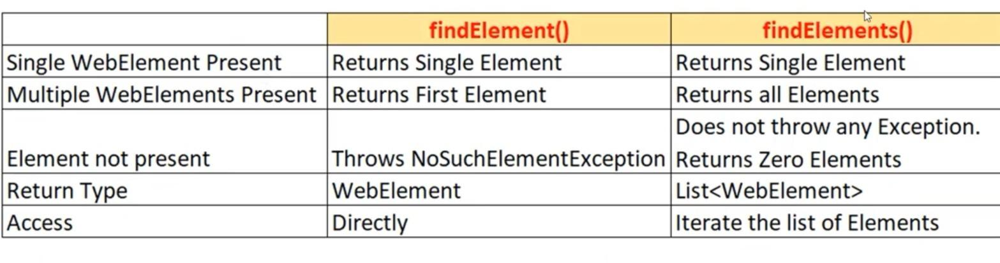 findElement() findElements()
Single WebElement Present Returns Single Element Returns Single Element
Multiple WebElements Present Returns First Element Returns all Elements
Does not throw any Exception.
Element not present Throws NoSuchElementException Returns Zero Elements
Return Type WebElement List<WebElement>
Access Directly Iterate the list of Elements